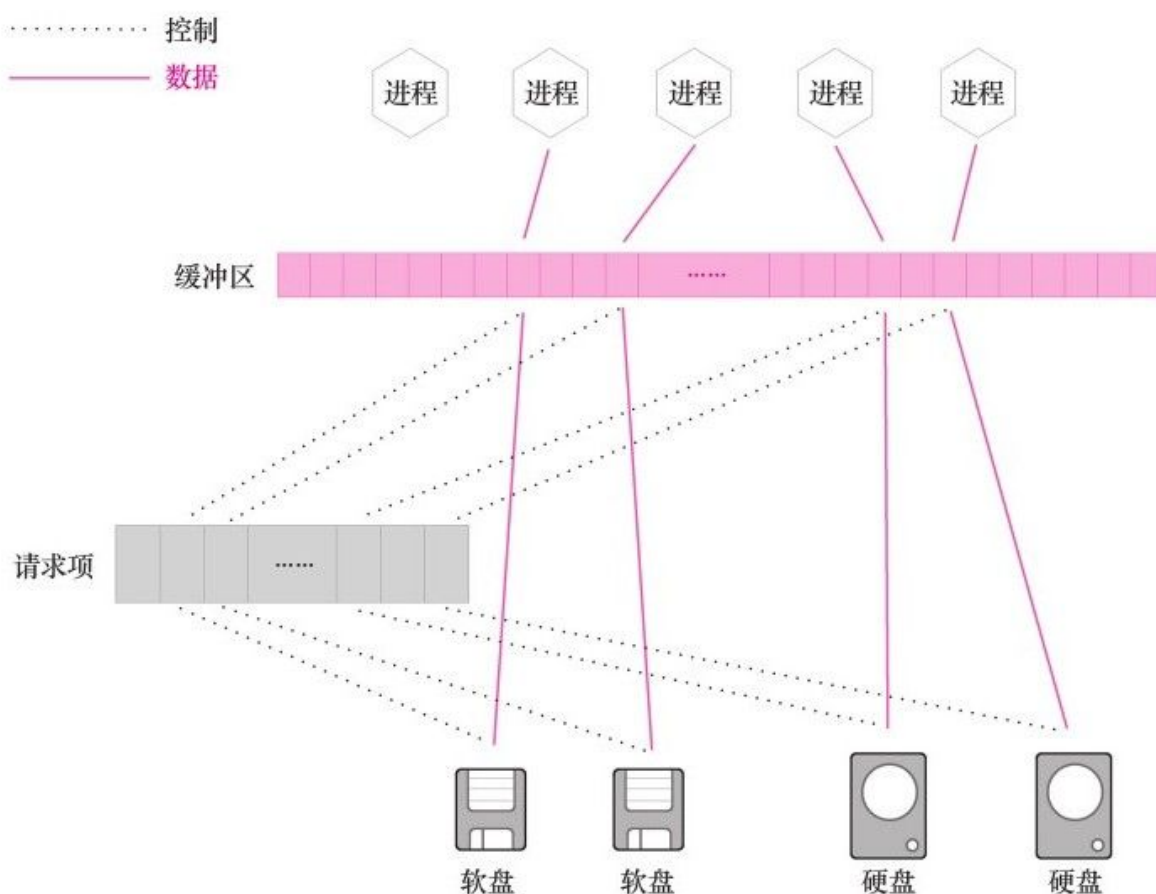 控制
数据
进程 进程 进程 进程 进程
缓冲区
……
请求项
……
软盘 软盘 硬盘 硬盘